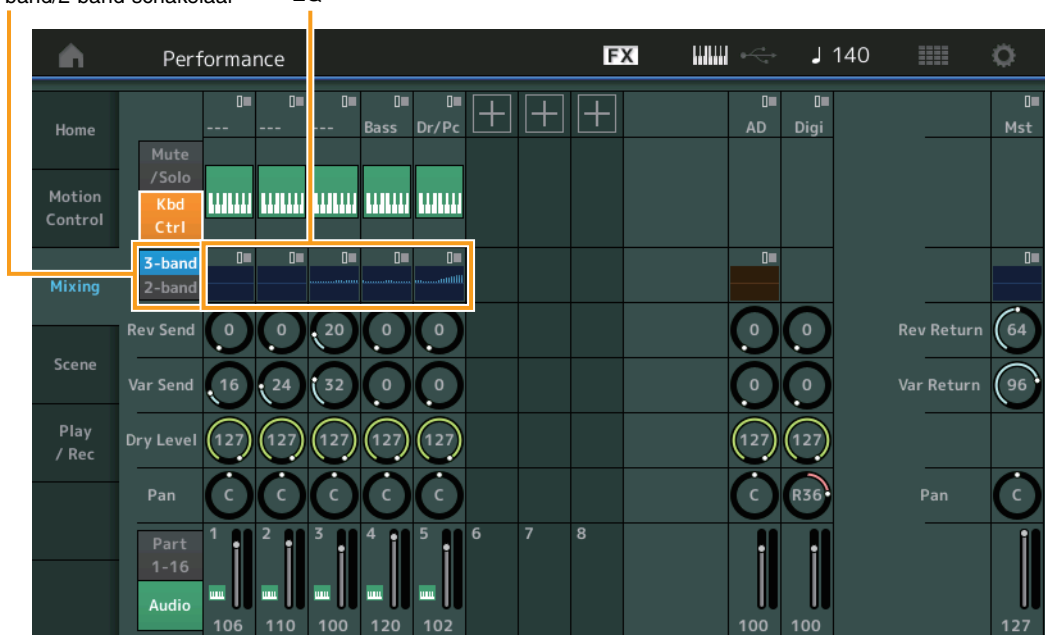 band/2-band schakelaar
EQ
Performance FX 140
Home --- --- --- Bass Dr/Pc AD Digi Mst
Mute
/Solo
Motion
Control
Kbd
Ctrl
3-band
2-band
Mixing
Rev Send 0 0 20 0 0 0 0 Rev Return 64
Scene
Var Send 16 24 32 0 0 0 0 Var Return 96
Play
/ Rec
Dry Level 127 127 127 127 127 127 127
Pan C C C C C C R36 Pan C
Part
1-16
1 2 3 4 5 6 7 8
Audio
106 110 100 120 102 100 100 127